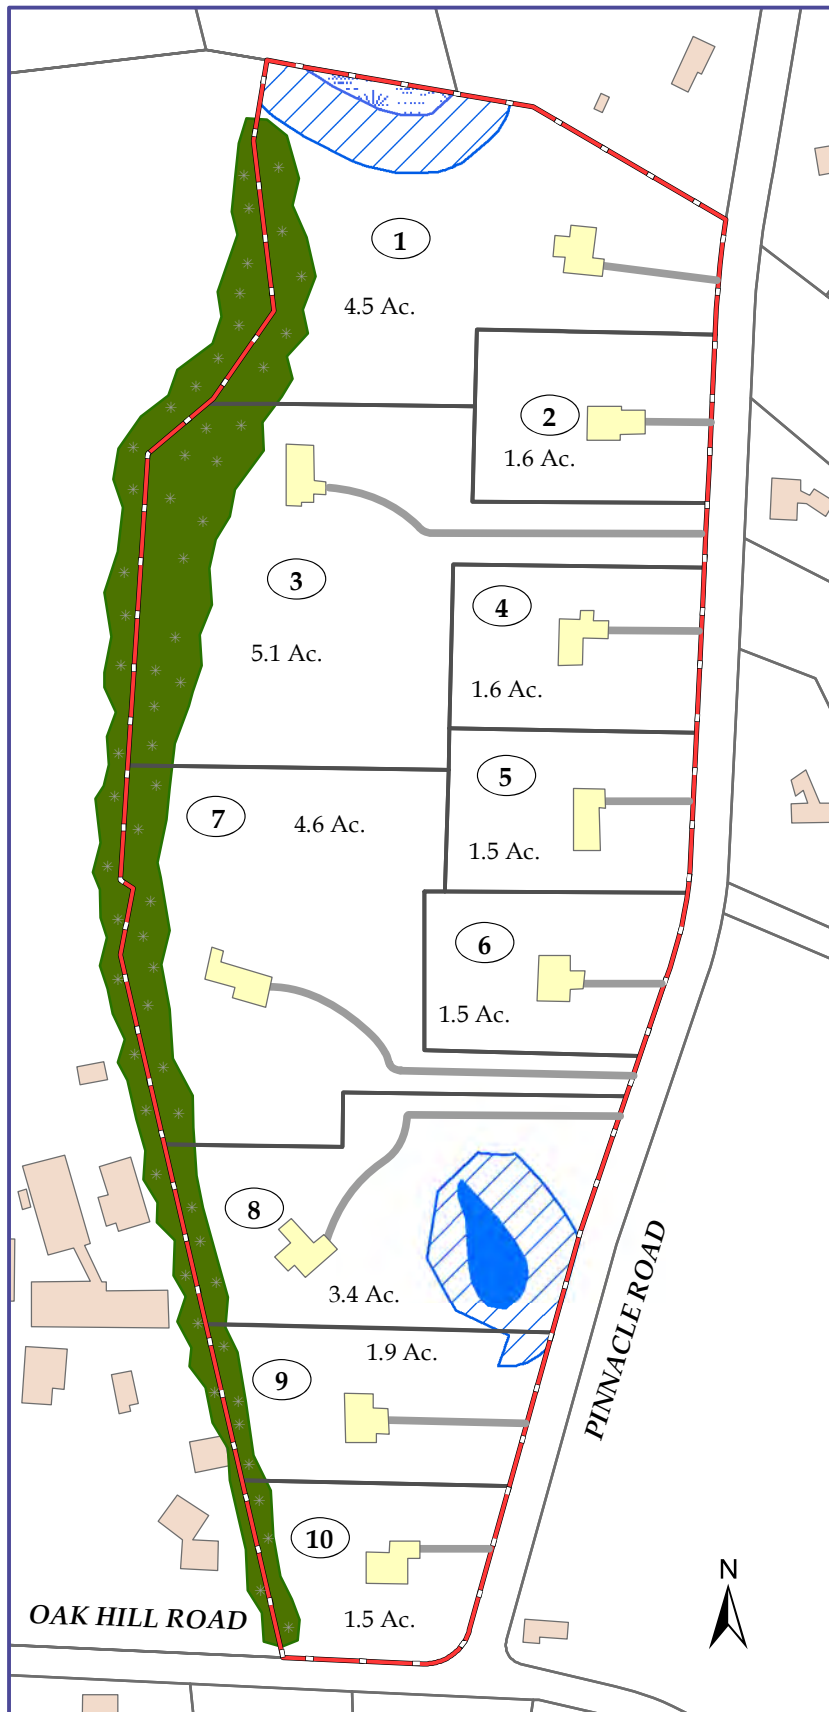 1
4.5 Ac.
2
1.6 Ac.
3
5.1 Ac.
4
1.6 Ac.
5
1.5 Ac.
7
4.6 Ac.
6
1.5 Ac.
8
3.4 Ac.
1.9 Ac.
9
10
1.5 Ac.
PINNACLE ROAD
OAK HILL ROAD
N